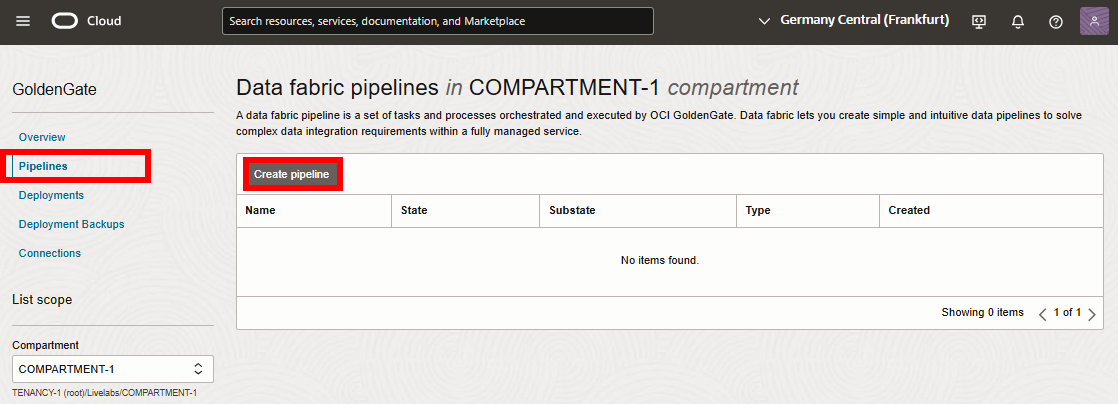 Cloud
Search resources, services, documentation, and Marketplace
Germany Central (Frankfurt)
GoldenGate
Overview
Pipelines
Deployments
Deployment Backups
Connections
List scope
Compartment
COMPARTMENT-1
TENANCY-1 (root)/Livelabs/COMPARTMENT-1
Data fabric pipelines in COMPARTMENT-1 compartment
A data fabric pipeline is a set of tasks and processes orchestrated and executed by OCI GoldenGate. Data fabric lets you create simple and intuitive data pipelines to solve
complex data integration requirements within a fully managed service.
Create pipeline
Name State Substate Type Created
No items found.
Showing 0 items 1 of 1